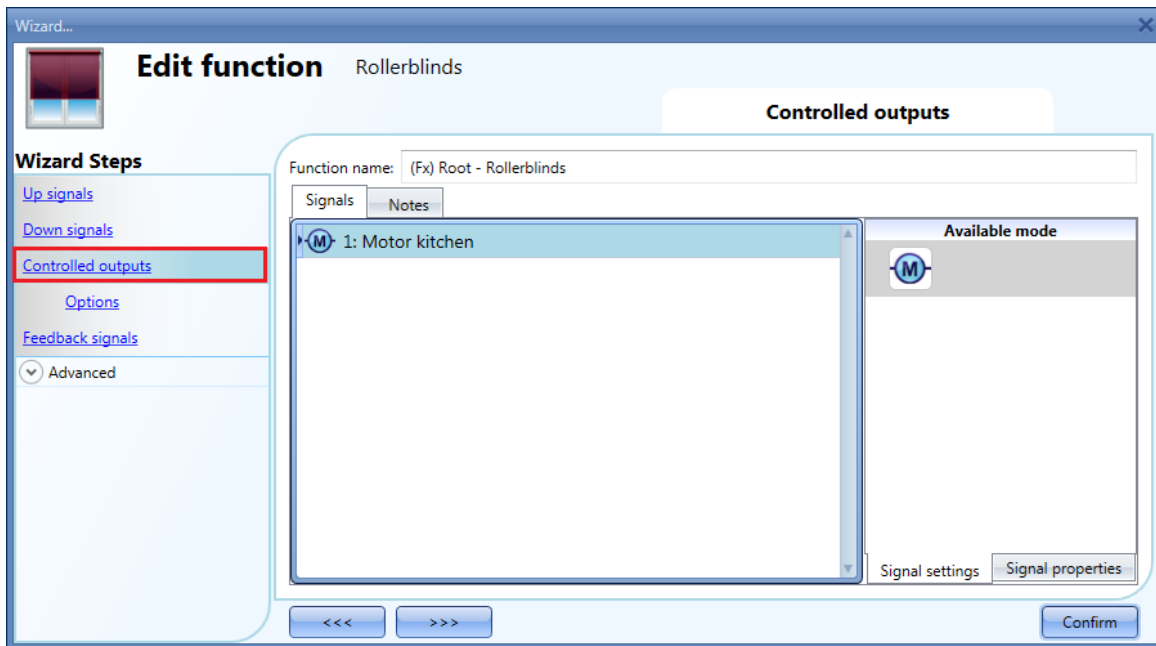 Wizard...
Edit function Rollerblinds
Controlled outputs
Wizard Steps
Up signals
Down signals
Controlled outputs
Options
Feedback signals
Advanced
Function name: (Fx) Root - Rollerblinds
Signals Notes
M 1: Motor kitchen
Available mode
M
Signal settings Signal properties
<<< >>> Confirm